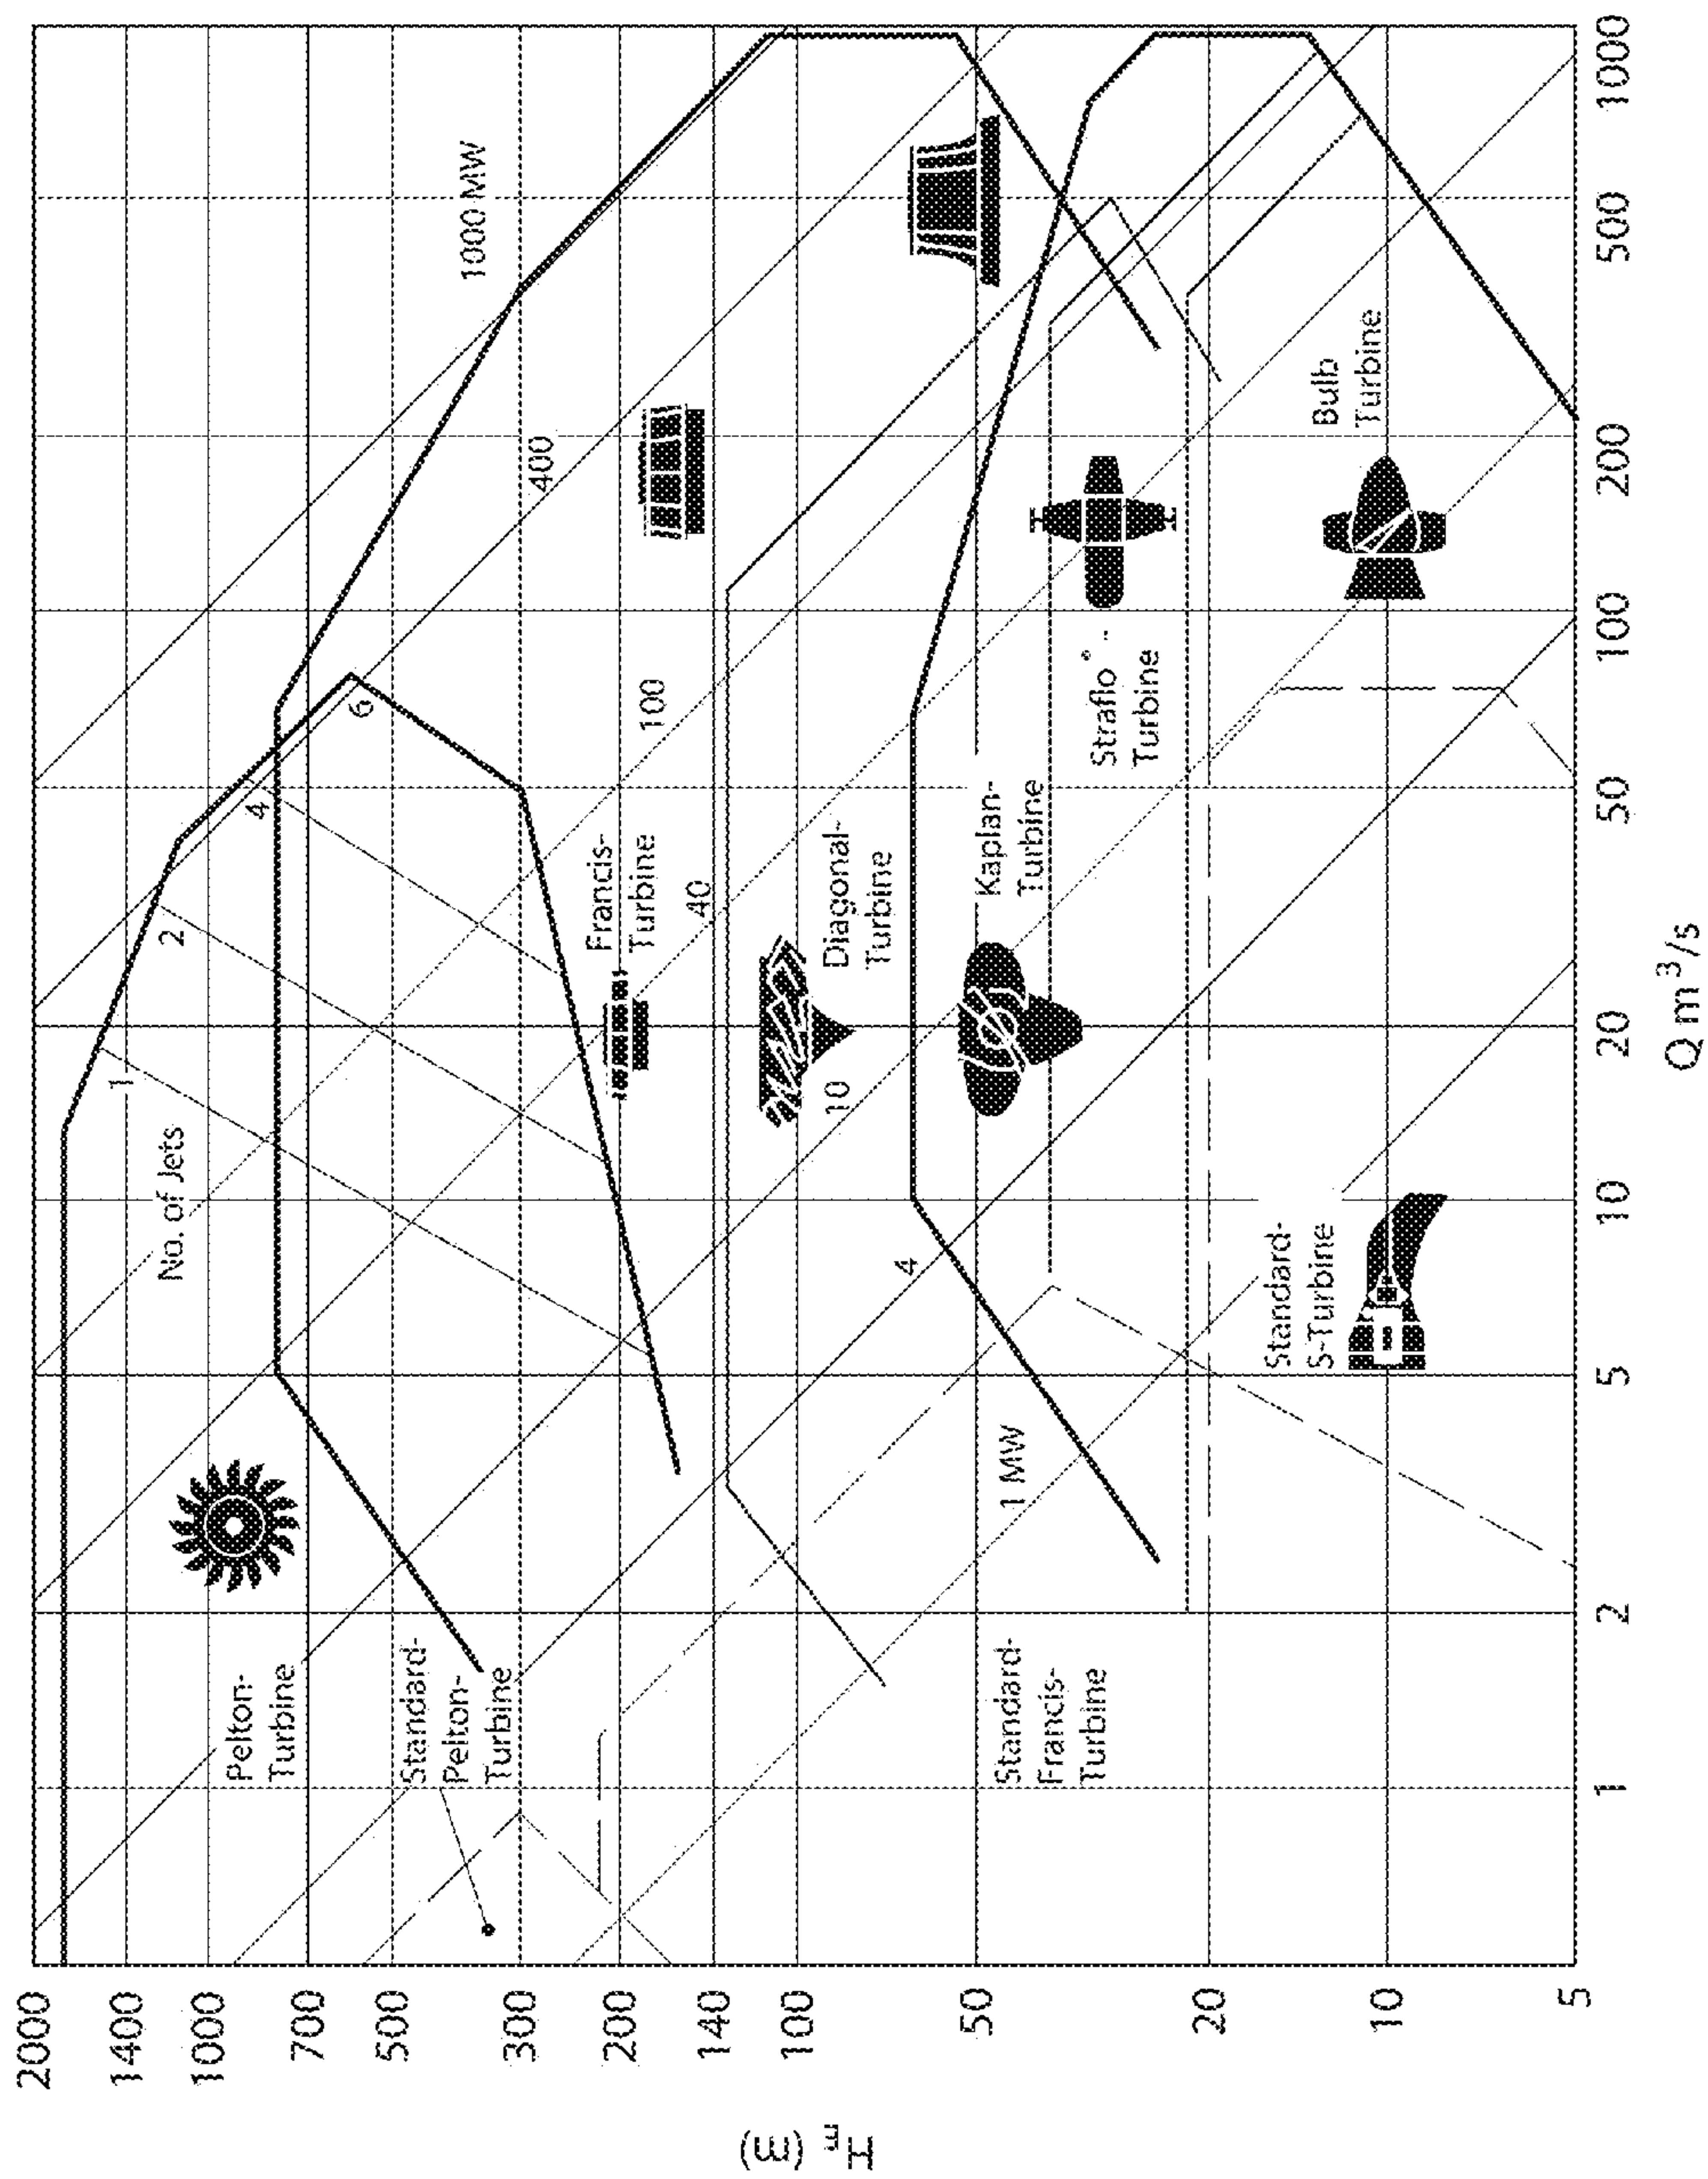 2000
1400
1000
700
500
300
200
140
100
50
20
10
5
H m (m)
1
2
5
10
20
50
100
200
500
1000
Q m³/s
Pelton-
Turbine
Standard-
Pelton-
Turbine
No. of Jets
1
2
4
6
1000 MW
400
100
40
10
4
1 MW
Francis-
Turbine
Diagonal-
Turbine
Kaplan-
Turbine
Straflo®-
Turbine
Bulb
Turbine
Standard-
Francis-
Turbine
Standard-
S-Turbine